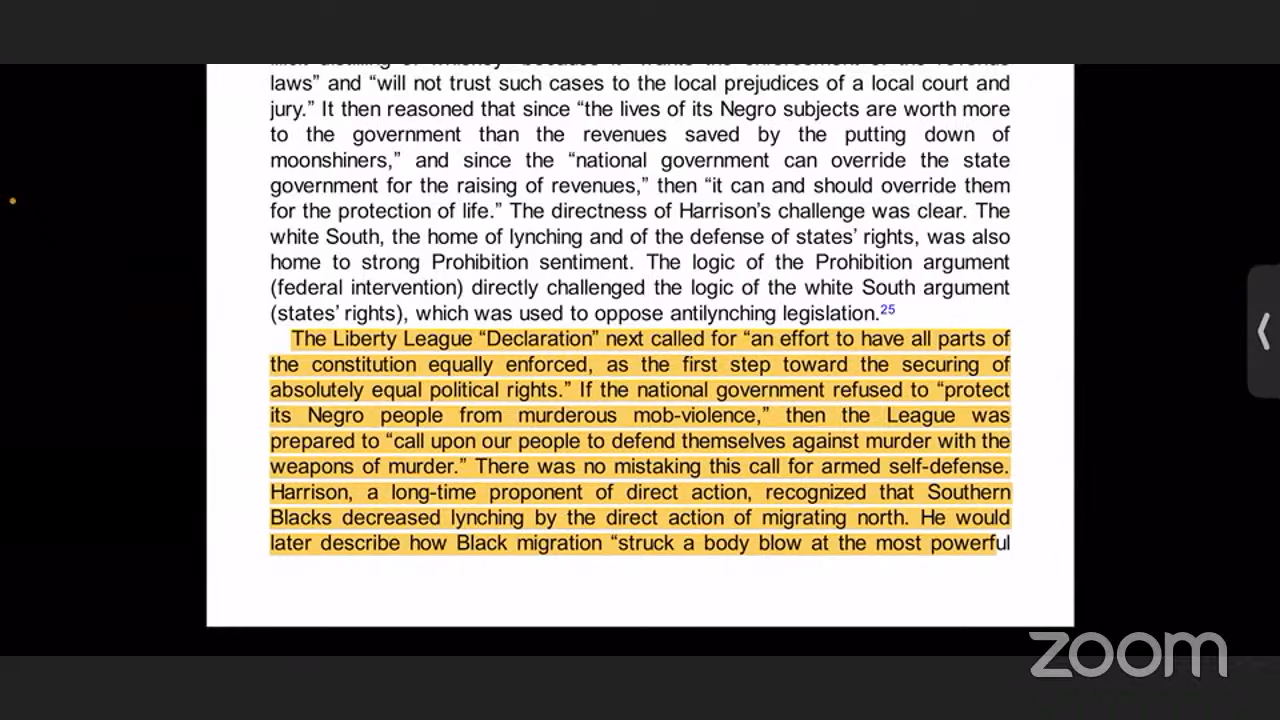 laws” and “will not trust such cases to the local prejudices of a local court and
jury.” It then reasoned that since “the lives of its Negro subjects are worth more
to the government than the revenues saved by the putting down of
moonshiners,” and since the “national government can override the state
government for the raising of revenues,” then “it can and should override them
for the protection of life.” The directness of Harrison’s challenge was clear. The
white South, the home of lynching and of the defense of states’ rights, was also
home to strong Prohibition sentiment. The logic of the Prohibition argument
(federal intervention) directly challenged the logic of the white South argument
(states’ rights), which was used to oppose antilynching legislation.25
The Liberty League “Declaration” next called for “an effort to have all parts of
the constitution equally enforced, as the first step toward the securing of
absolutely equal political rights.” If the national government refused to “protect
its Negro people from murderous mob-violence,” then the League was
prepared to “call upon our people to defend themselves against murder with the
weapons of murder.” There was no mistaking this call for armed self-defense.
Harrison, a long-time proponent of direct action, recognized that Southern
Blacks decreased lynching by the direct action of migrating north. He would
later describe how Black migration “struck a body blow at the most powerful
zoom